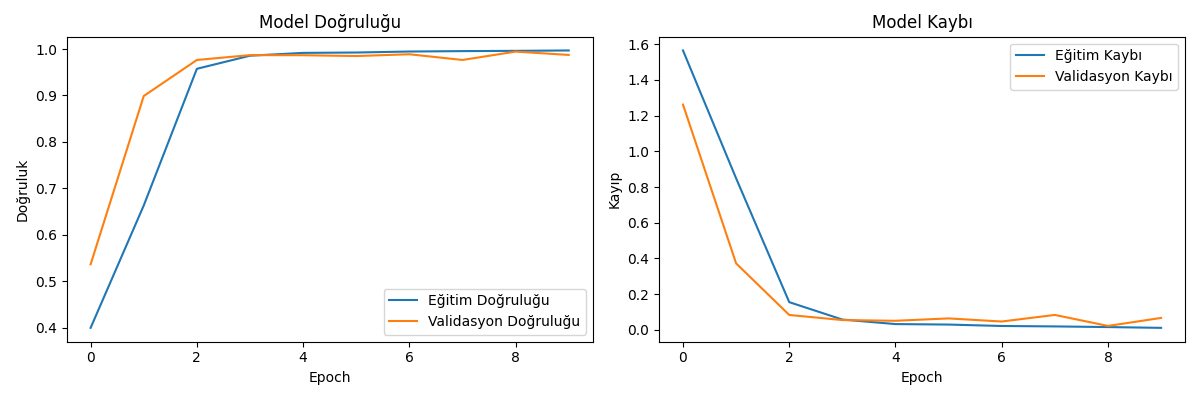 Model Doğruluğu
1.0
0.9
0.8
0.7
0.6
0.5
0.4
Doğruluk
0
2
4
6
8
Epoch
Eğitim Doğruluğu
Validasyon Doğruluğu
Model Kaybı
1.6
1.4
1.2
1.0
0.8
0.6
0.4
0.2
0.0
Kayıp
0
2
4
6
8
Epoch
Eğitim Kaybı
Validasyon Kaybı